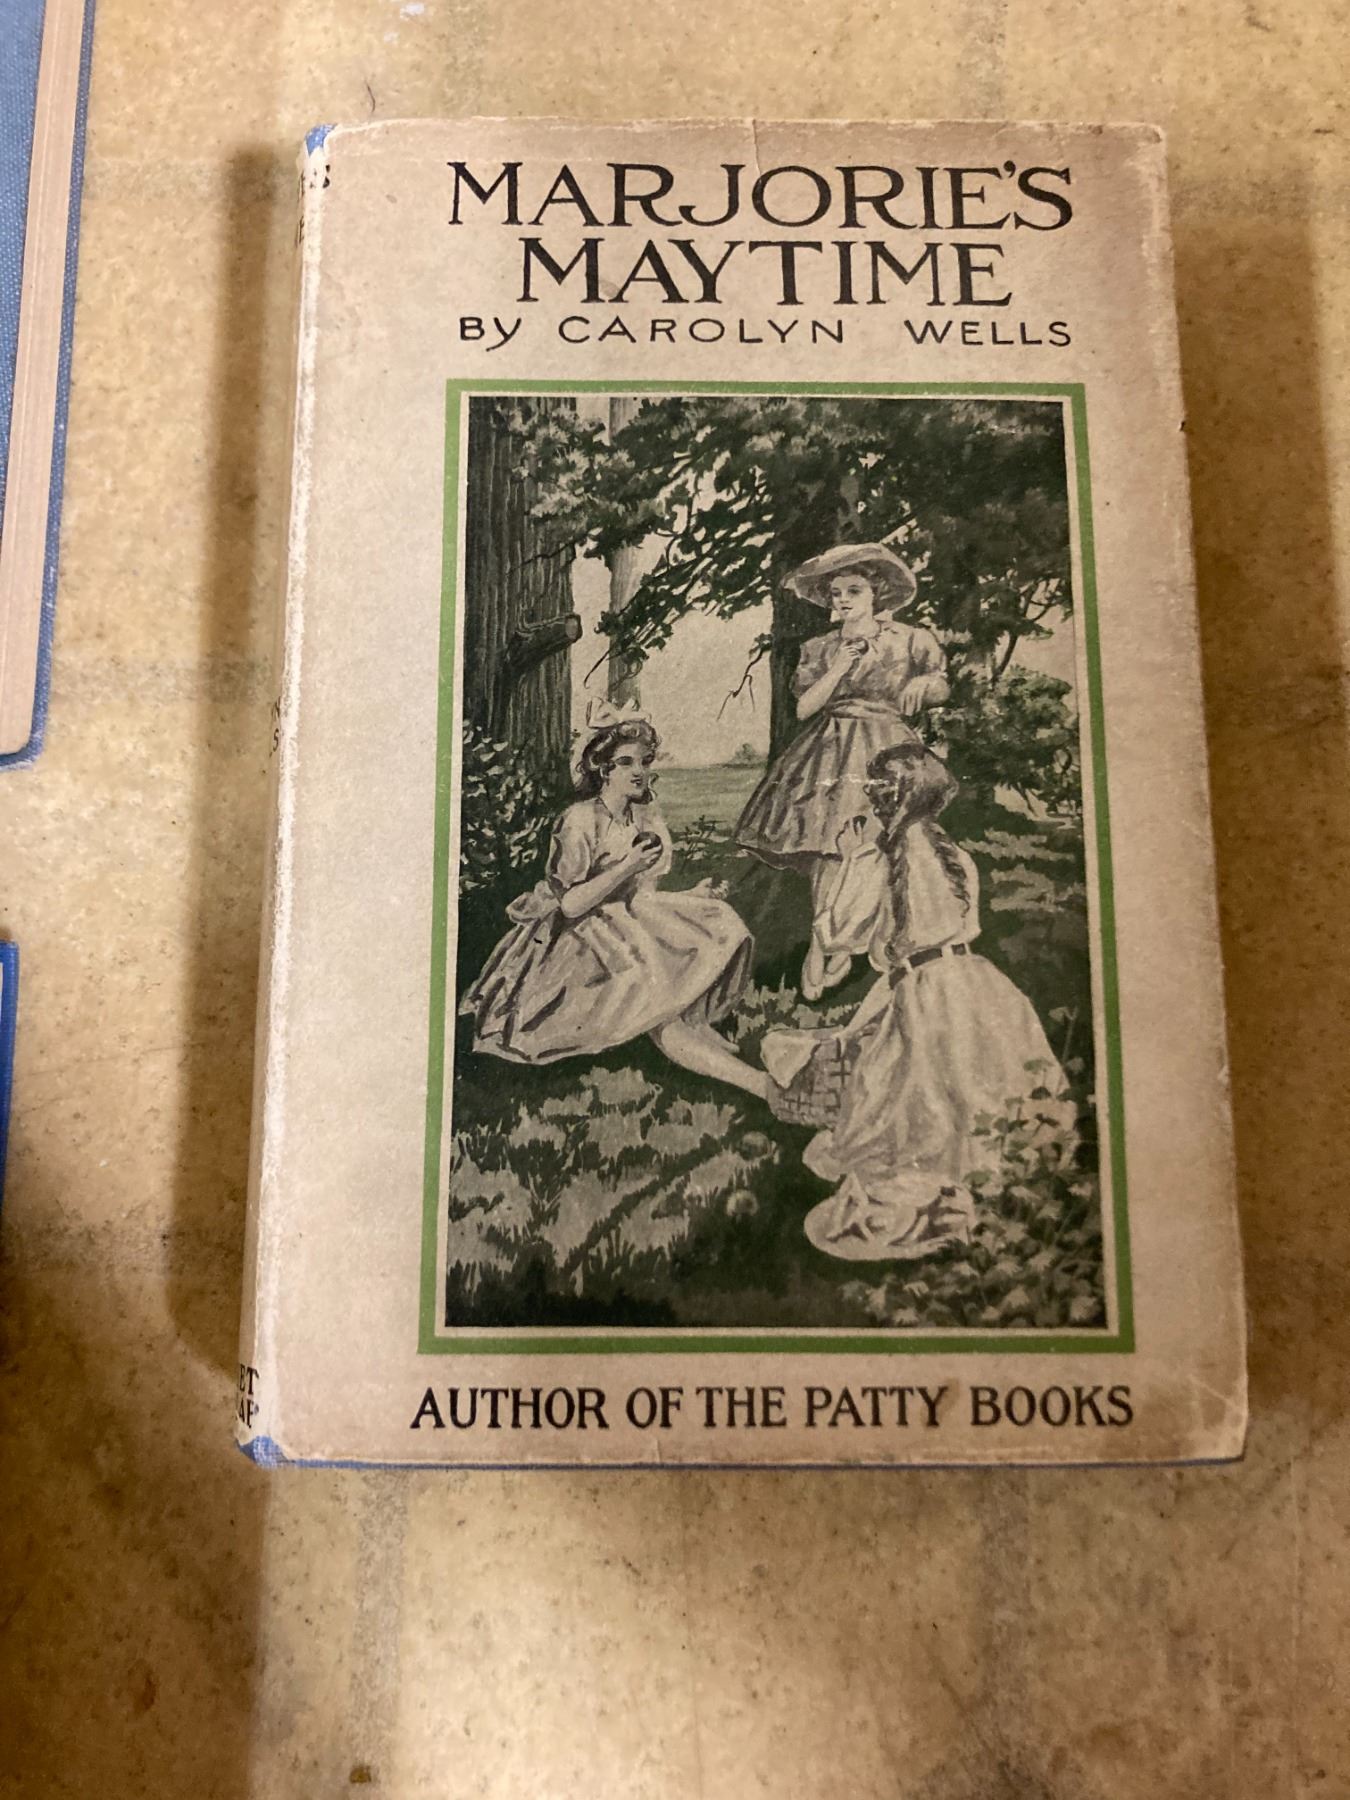 MARJORIE'S
MAYTIME
By CAROLYN WELLS
AUTHOR OF THE PATTY BOOKS